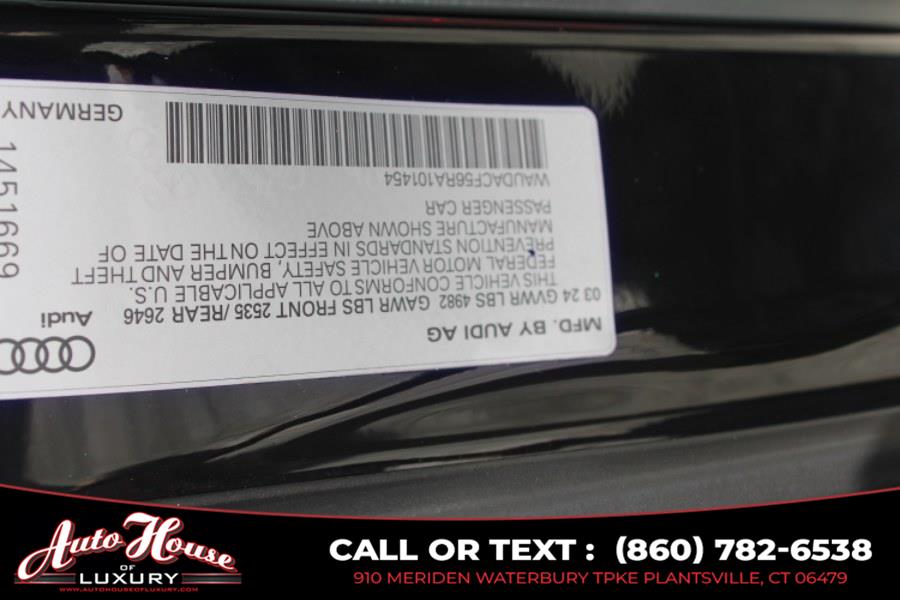 MFD. BY AUDI AG
03 24 GVWR LBS 4982 GAWR LBS FRONT 2535 /REAR 2646
THIS VEHICLE CONFORMS TO ALL APPLICABLE U.S.
FEDERAL MOTOR VEHICLE SAFETY, BUMPER AND THEFT
PREVENTION STANDARDS IN EFFECT ON THE DATE OF
MANUFACTURE SHOWN ABOVE
PASSENGER CAR
WAUDACF56RA101454
Audi
1451669
GERMANY
Auto House
OF
LUXURY
WWW.AUTOHOUSEOFLUXURY.COM
CALL OR TEXT : (860) 782-6538
910 MERIDEN WATERBURY TPKE PLANTSVILLE, CT 06479